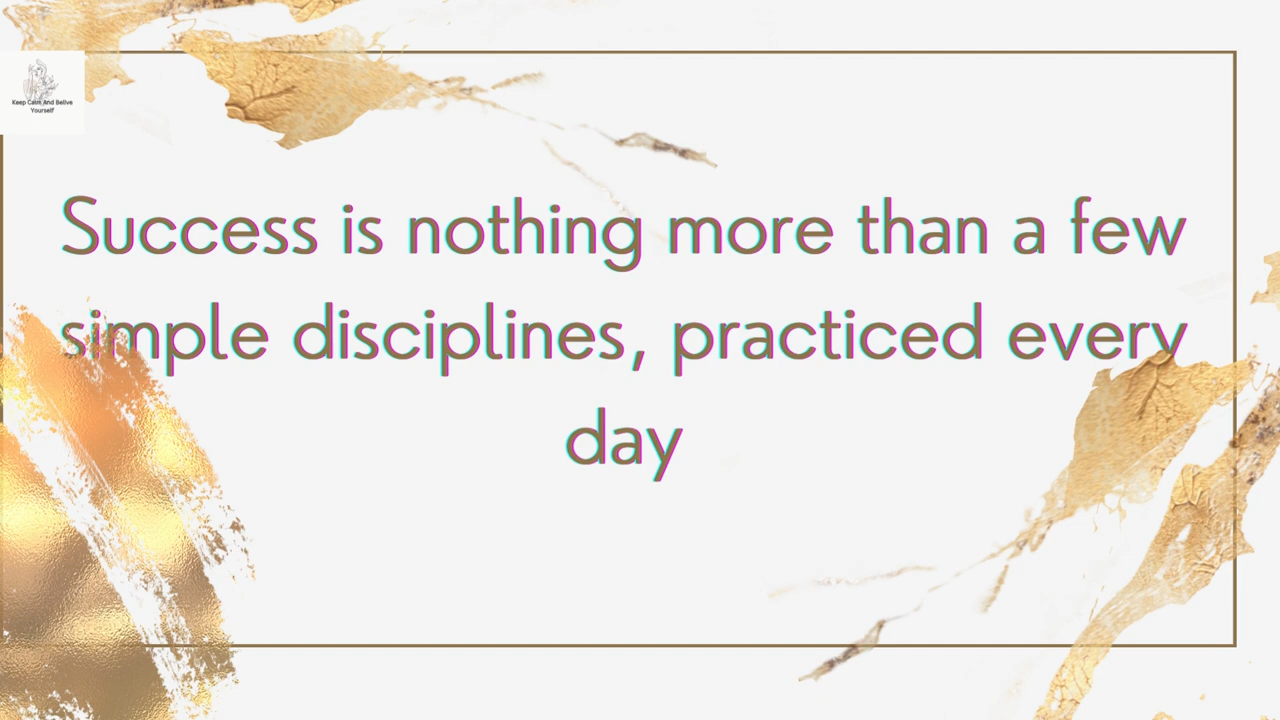 Keep Calm And Belive
Yourself
Success is nothing more than a few
simple disciplines, practiced every
day